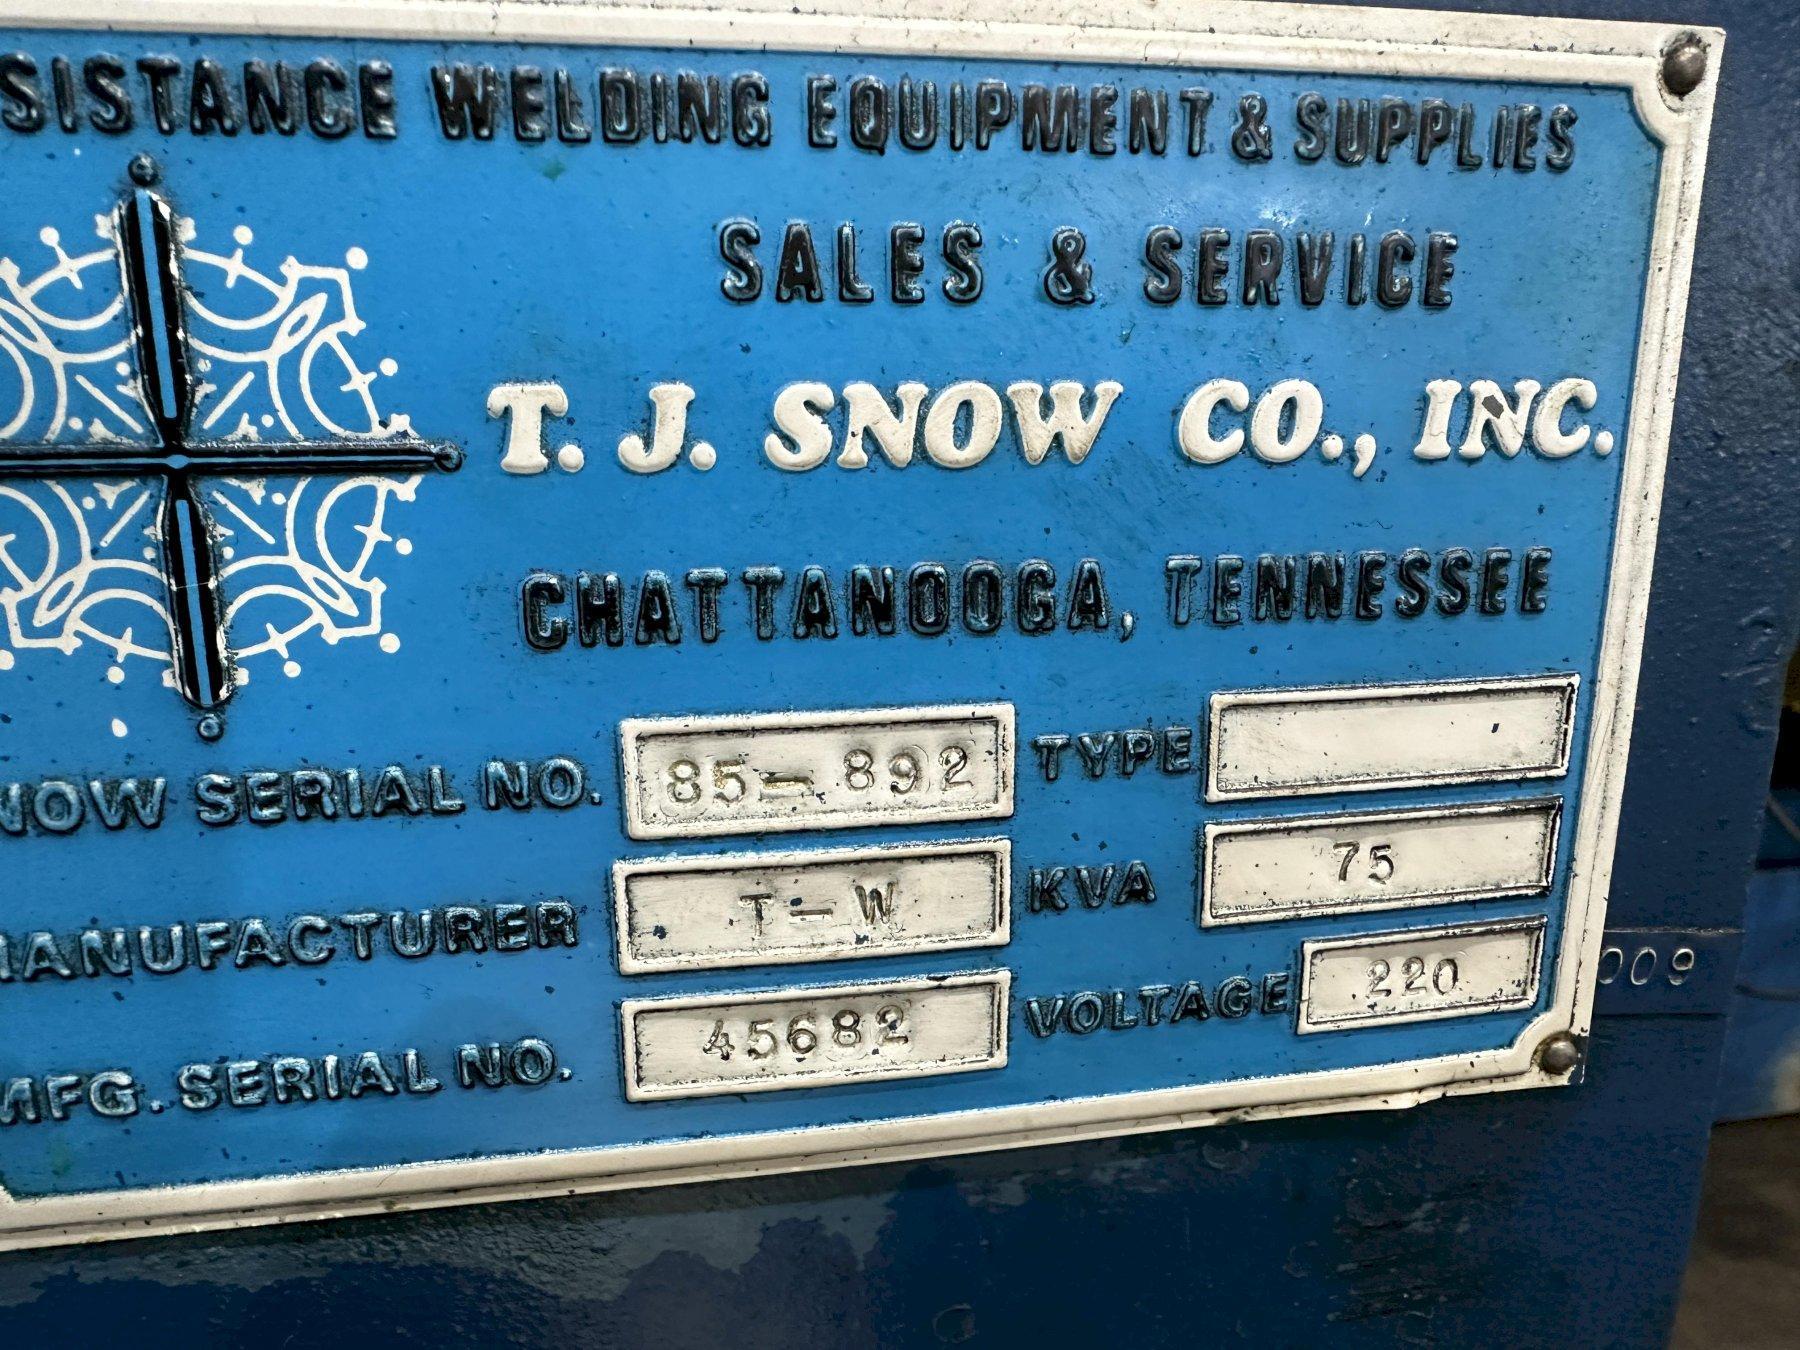 SISTANCE WELDING EQUIPMENT & SUPPLIES
SALES & SERVICE
T. J. SNOW CO., INC.
CHATTANOOGA, TENNESSEE
NOW SERIAL NO. 85-892 TYPE
MANUFACTURER T-W KVA 75
MFG. SERIAL NO. 45682 VOLTAGE 220
009